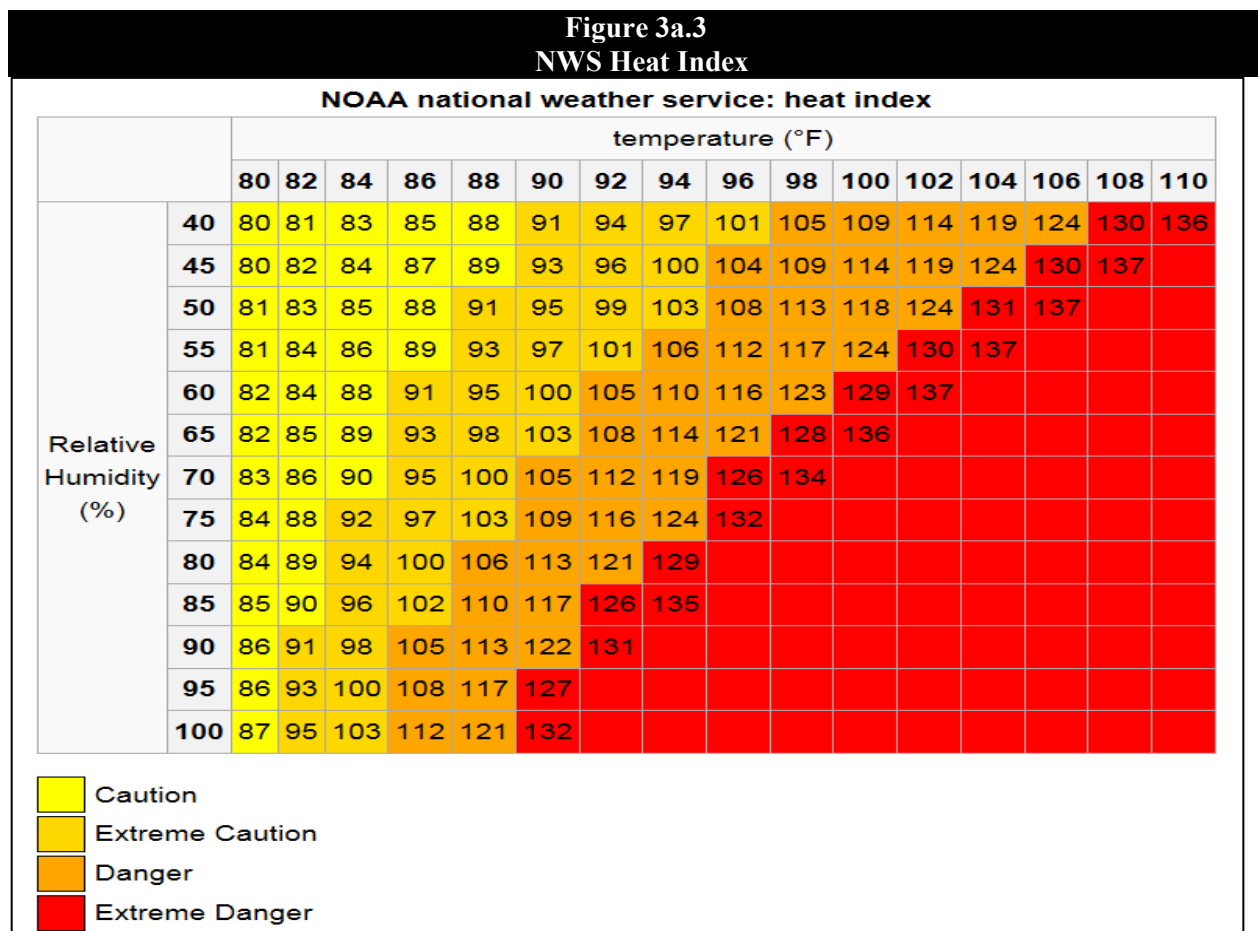 Figure 3a.3
NWS Heat Index
NOAA national weather service: heat index
temperature (°F)
80 82 84 86 88 90 92 94 96 98 100 102 104 106 108 110
Relative Humidity (%)
40 80 81 83 85 88 91 94 97 101 105 109 114 119 124 130 136
45 80 82 84 87 89 93 96 100 104 109 114 119 124 130 137
50 81 83 85 88 91 95 99 103 108 113 118 124 131 137
55 81 84 86 89 93 97 101 106 112 117 124 130 137
60 82 84 88 91 95 100 105 110 116 123 129 137
65 82 85 89 93 98 103 108 114 121 128 136
70 83 86 90 95 100 105 112 119 126 134
75 84 88 92 97 103 109 116 124 132
80 84 89 94 100 106 113 121 129
85 85 90 96 102 110 117 126 135
90 86 91 98 105 113 122 131
95 86 93 100 108 117 127
100 87 95 103 112 121 132
Caution
Extreme Caution
Danger
Extreme Danger